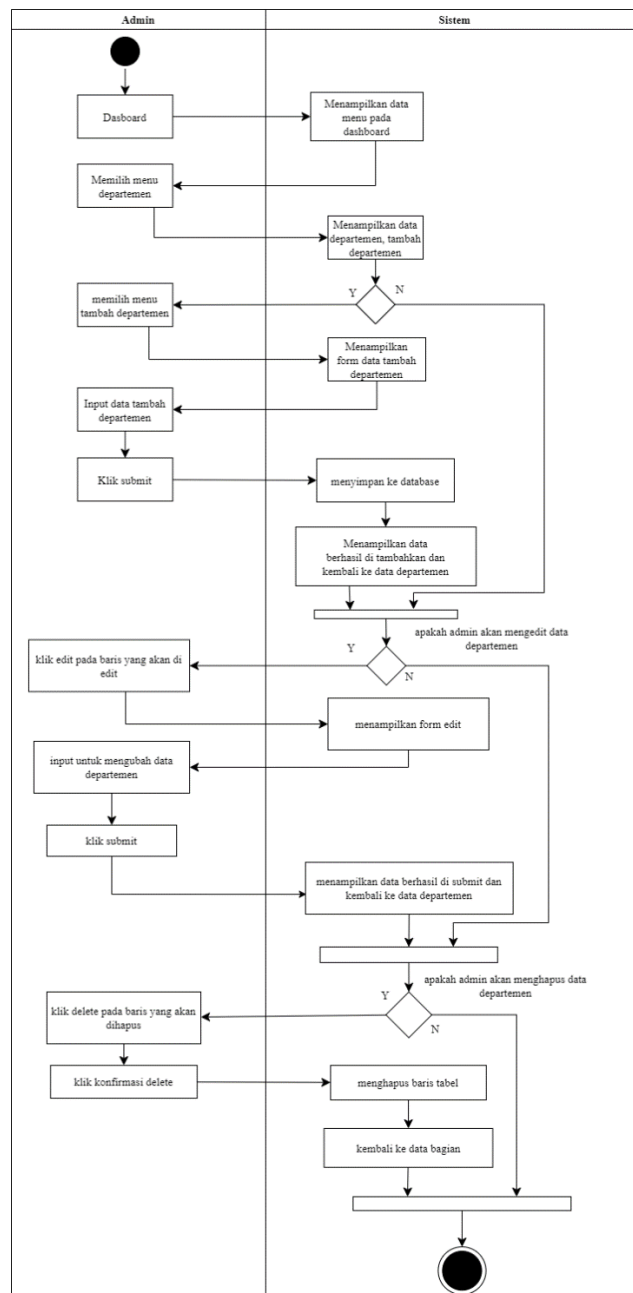 Admin
Sistem
Dasboard
Menampilkan data
menu pada
dashboard
Memilih menu
departemen
Menampilkan data
departemen, tambah
departemen
Y
N
memilih menu
tambah departemen
Menampilkan
form data tambah
departemen
Input data tambah
departemen
Klik submit
menyimpan ke database
Menampilkan data
berhasil di tambahkan dan
kembali ke data departemen
apakah admin akan mengedit data
departemen
Y
N
klik edit pada baris yang akan di
edit
menampilkan form edit
input untuk mengubah data
departemen
klik submit
menampilkan data berhasil di submit dan
kembali ke data departemen
apakah admin akan menghapus data
departemen
Y
N
klik delete pada baris yang akan
dihapus
klik konfirmasi delete
menghapus baris tabel
kembali ke data bagian